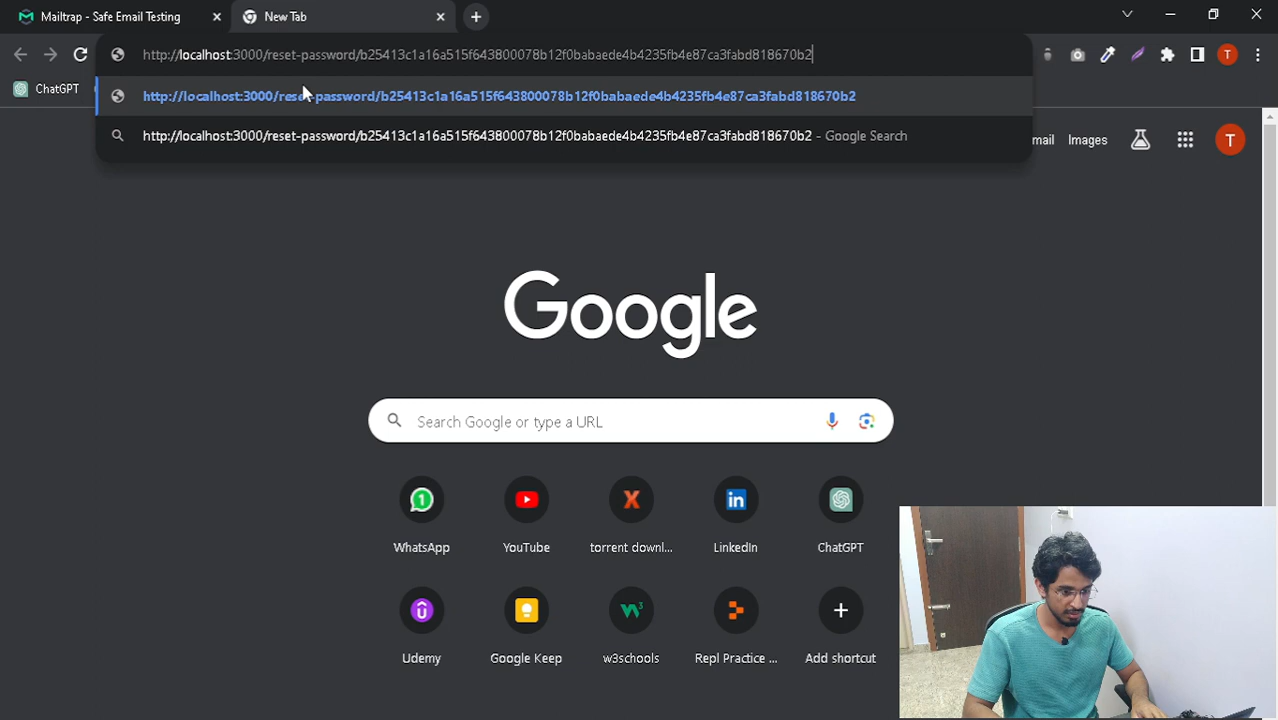 Mailtrap - Safe Email Testing
New Tab
http://localhost:3000/reset-password/b25413c1a16a515f643800078b12f0babaede4b4235fb4e87ca3fabd818670b2
ChatGPT
http://localhost:3000/reset-password/b25413c1a16a515f643800078b12f0babaede4b4235fb4e87ca3fabd818670b2
http://localhost:3000/reset-password/b25413c1a16a515f643800078b12f0babaede4b4235fb4e87ca3fabd818670b2 - Google Search
mail Images T
Google
Search Google or type a URL
WhatsApp YouTube torrent downl... LinkedIn ChatGPT
Udemy Google Keep w3schools Repl Practice ... Add shortcut